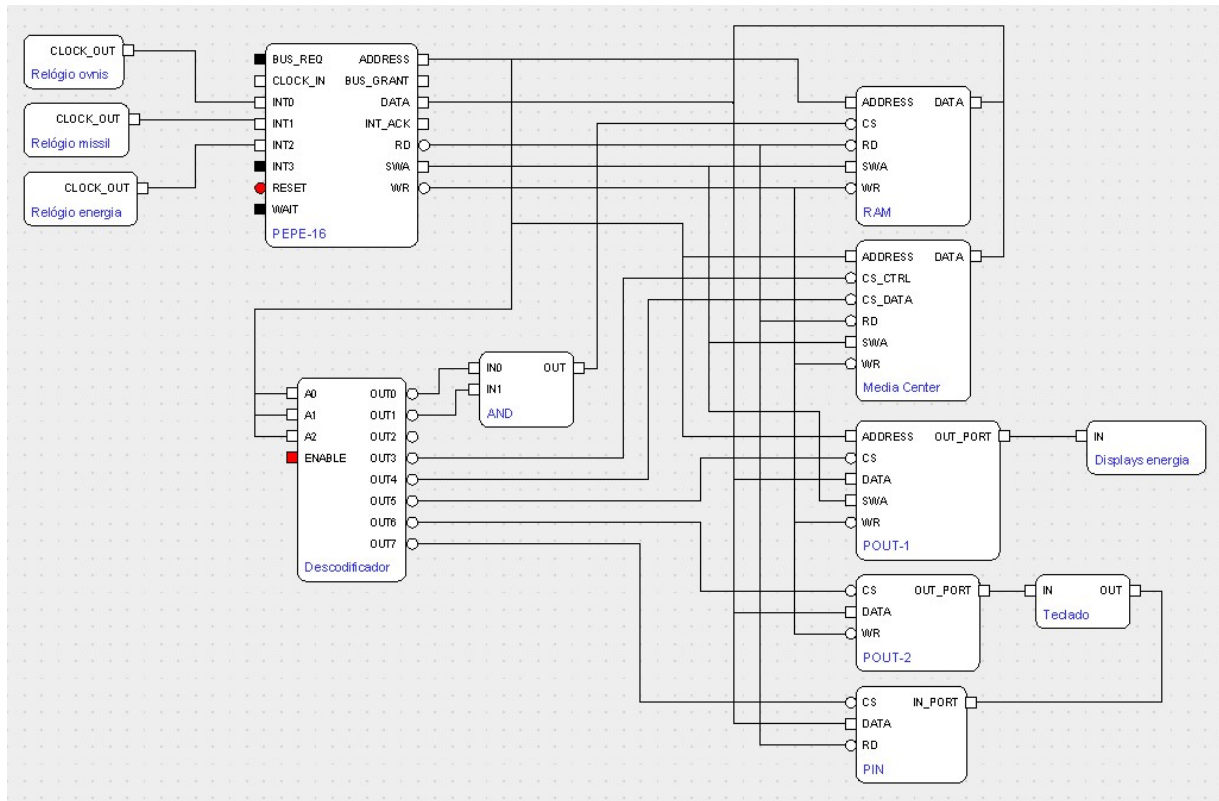 CLOCK_OUT
Relógio ovnis
CLOCK_OUT
Relógio missil
CLOCK_OUT
Relógio energia
BUS_REQ ADDRESS
CLOCK_IN BUS_GRANT
INT0 DATA
INT1 INT_ACK
INT2 RD
INT3 SWA
RESET WR
WAIT
PEPE-16
ADDRESS DATA
CS
RD
SWA
WR
RAM
ADDRESS DATA
CS_CTRL
CS_DATA
RD
SWA
WR
Media Center
IN0 OUT
IN1
AND
A0 OUT0
A1 OUT1
A2 OUT2
ENABLE OUT3
OUT4
OUT5
OUT6
OUT7
Descodificador
ADDRESS OUT_PORT
CS
DATA
SWA
WR
POUT-1
IN
Displays energia
CS OUT_PORT
DATA
WR
POUT-2
IN OUT
Teclado
CS IN_PORT
DATA
RD
PIN